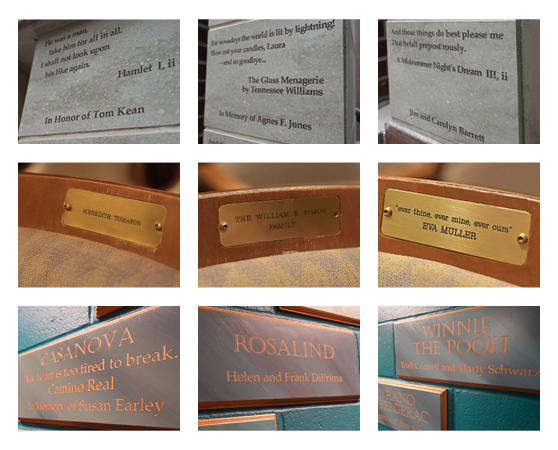 He was a man,
take him for all in all.
I shall not look upon
his like again.
Hamlet I, ii
In Honor of Tom Kean
For nowadays the world is lit by lightning!
Blow out your candles, Laura
—and so goodbye...
The Glass Menagerie
by Tennessee Williams
In Memory of Agnes F. Jones
And those things do best please me
That befall prepost'rously.
A Midsummer Night's Dream III, ii
Jim and Carolyn Barrett
MEREDITH TOMASON
THE WILLIAM E SIMON
FAMILY
"ever thine, ever mine, ever ours"
EVA MULLER
CASANOVA
heart is too tired to break.
Camino Real
In Memory of Susan Earley
ROSALIND
Helen and Frank DiPrima
WINNIE
THE POOH
and Marty Schwarz